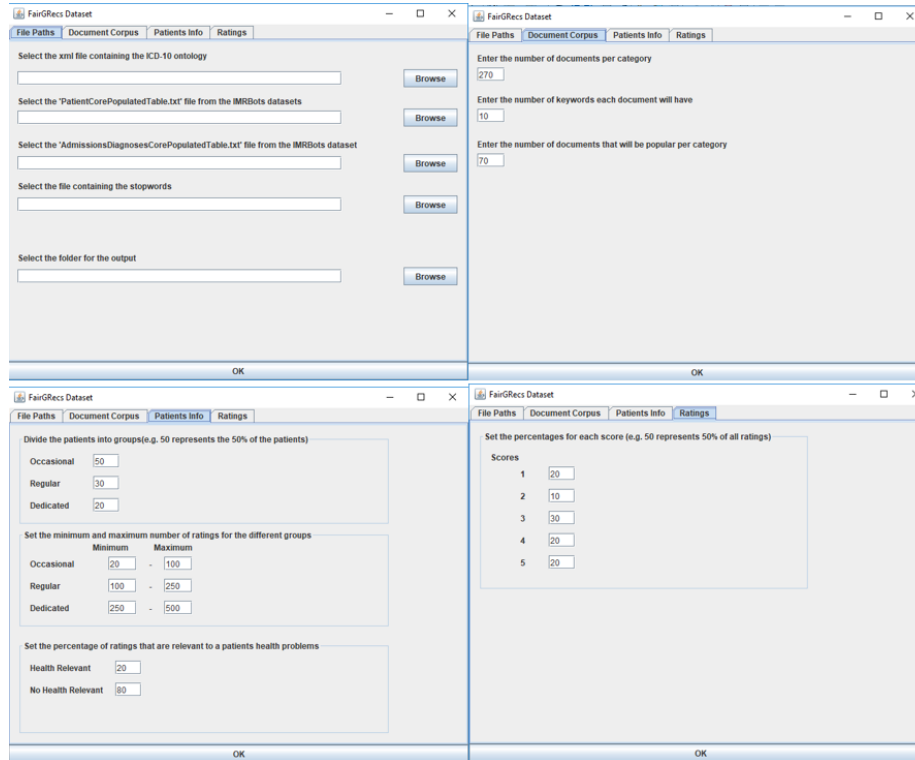 FairGRecs Dataset
File Paths Document Corpus Patients Info Ratings
Select the xml file containing the ICD-10 ontology
Browse
Select the 'PatientCorePopulatedTable.txt' file from the IMRBots datasets
Browse
Select the 'AdmissionsDiagnosesCorePopulatedTable.txt' file from the IMRBots dataset
Browse
Select the file containing the stopwords
Browse
Select the folder for the output
Browse
OK
FairGRecs Dataset
File Paths Document Corpus Patients Info Ratings
Enter the number of documents per category
270
Enter the number of keywords each document will have
10
Enter the number of documents that will be popular per category
70
OK
FairGRecs Dataset
File Paths Document Corpus Patients Info Ratings
Divide the patients into groups(e.g. 50 represents the 50% of the patients)
Occasional 50
Regular 30
Dedicated 20
Set the minimum and maximum number of ratings for the different groups
Minimum Maximum
Occasional 20 - 100
Regular 100 - 250
Dedicated 250 - 500
Set the percentage of ratings that are relevant to a patients health problems
Health Relevant 20
No Health Relevant 80
OK
FairGRecs Dataset
File Paths Document Corpus Patients Info Ratings
Set the percentages for each score (e.g. 50 represents 50% of all ratings)
Scores
1 20
2 10
3 30
4 20
5 20
OK